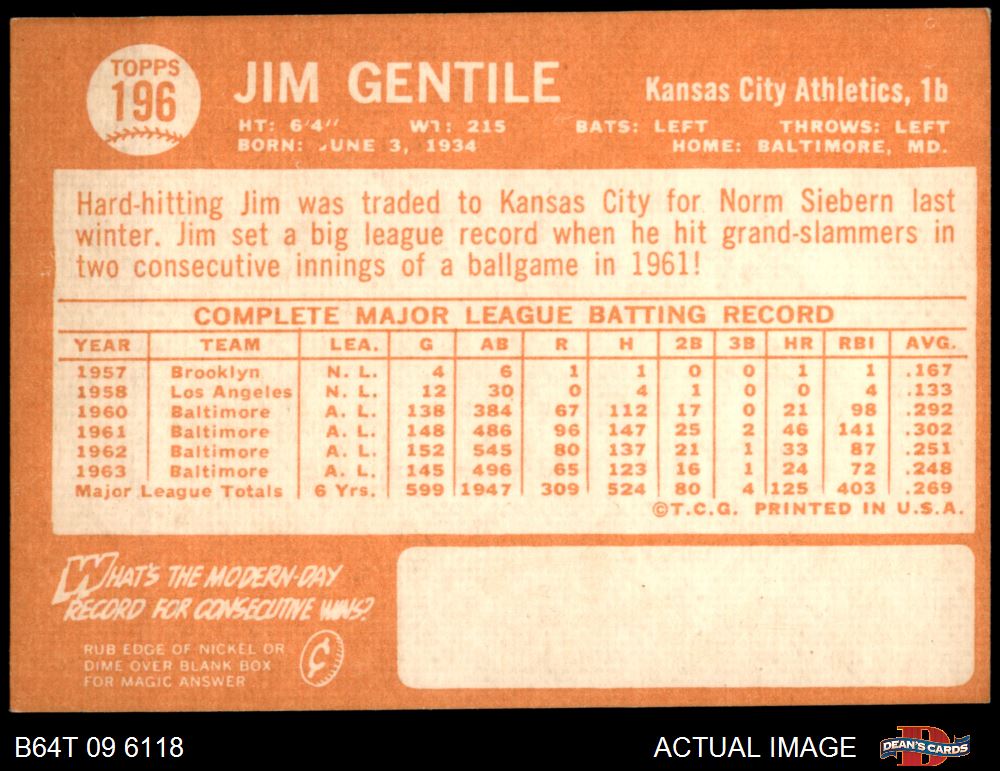 TOPPS
196
JIM GENTILE
Kansas City Athletics, 1b
HT: 6'4" WT: 215 BATS: LEFT THROWS: LEFT
BORN: JUNE 3, 1934 HOME: BALTIMORE, MD.
Hard-hitting Jim was traded to Kansas City for Norm Siebern last
winter. Jim set a big league record when he hit grand-slammers in
two consecutive innings of a ballgame in 1961!
COMPLETE MAJOR LEAGUE BATTING RECORD
YEAR TEAM LEA. G AB R H 2B 3B HR RBI AVG.
1957 Brooklyn N. L. 4 6 1 1 0 0 1 1 .167
1958 Los Angeles N. L. 12 30 0 4 1 0 0 4 .133
1960 Baltimore A. L. 138 384 67 112 17 0 21 98 .292
1961 Baltimore A. L. 148 486 96 147 25 2 46 141 .302
1962 Baltimore A. L. 152 545 80 137 21 1 33 87 .251
1963 Baltimore A. L. 145 496 65 123 16 1 24 72 .248
Major League Totals 6 Yrs. 599 1947 309 524 80 4 125 403 .269
©T.C.G. PRINTED IN U.S.A.
WHAT'S THE MODERN-DAY
RECORD FOR CONSECUTIVE WINS?
RUB EDGE OF NICKEL OR
DIME OVER BLANK BOX
FOR MAGIC ANSWER
¢
B64T 09 6118
ACTUAL IMAGE
D
DEAN'S CARDS